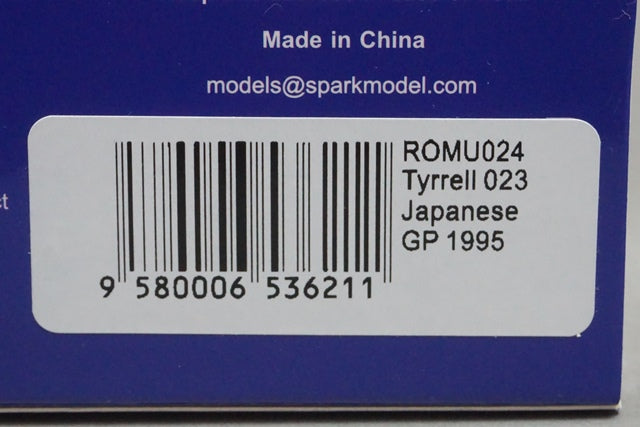 Made in China
models@sparkmodel.com
ROMU024
Tyrrell 023
Japanese
GP 1995
9 580006 536211